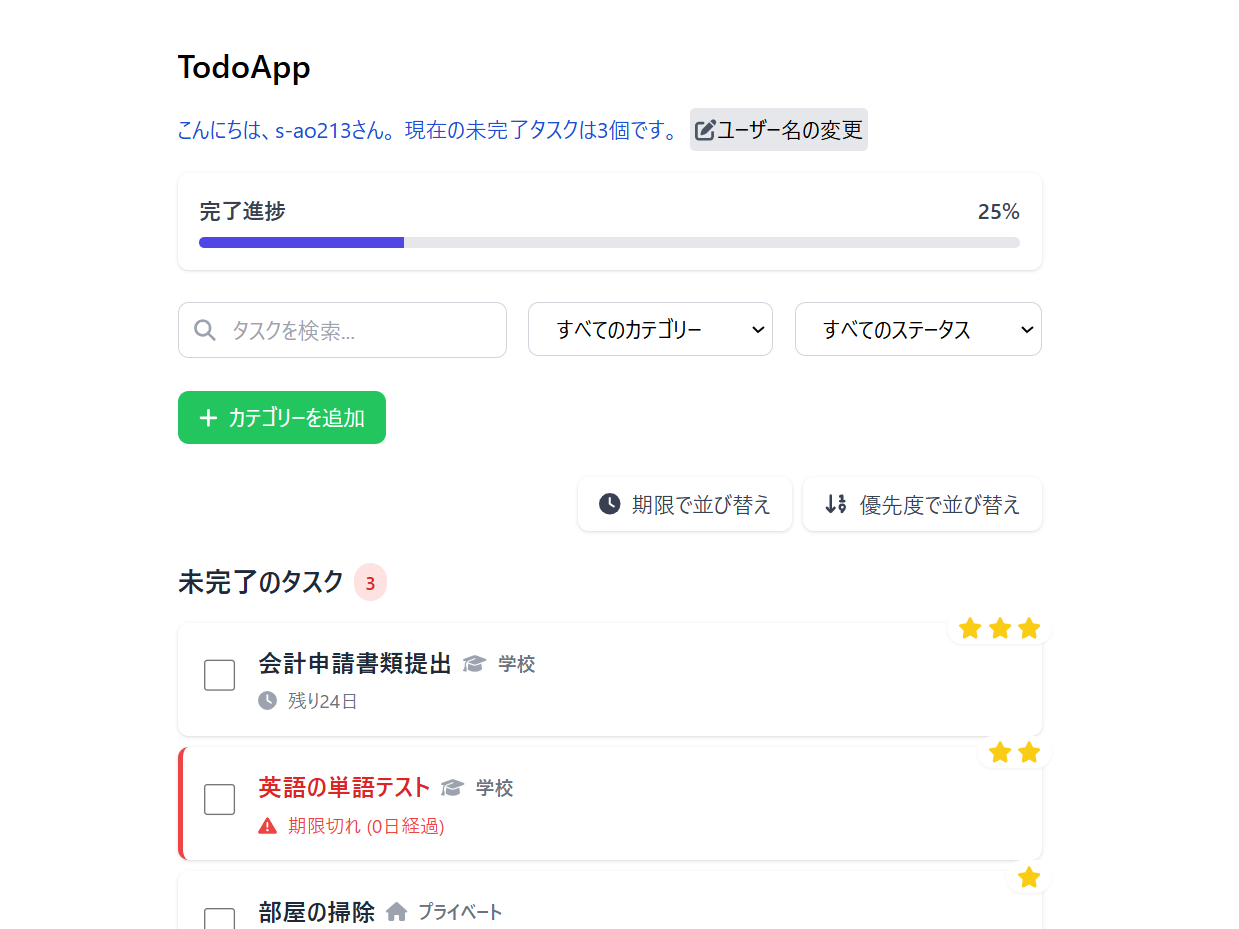 TodoApp
こんにちは、s-ao213さん。現在の未完了タスクは3個です。 ユーザー名の変更
完了進捗 25%
タスクを検索... すべてのカテゴリー すべてのステータス
カテゴリーを追加
期限で並び替え 優先度で並び替え
未完了のタスク 3
会計申請書類提出 学校
残り24日
英語の単語テスト 学校
期限切れ (0日経過)
部屋の掃除 プライベート